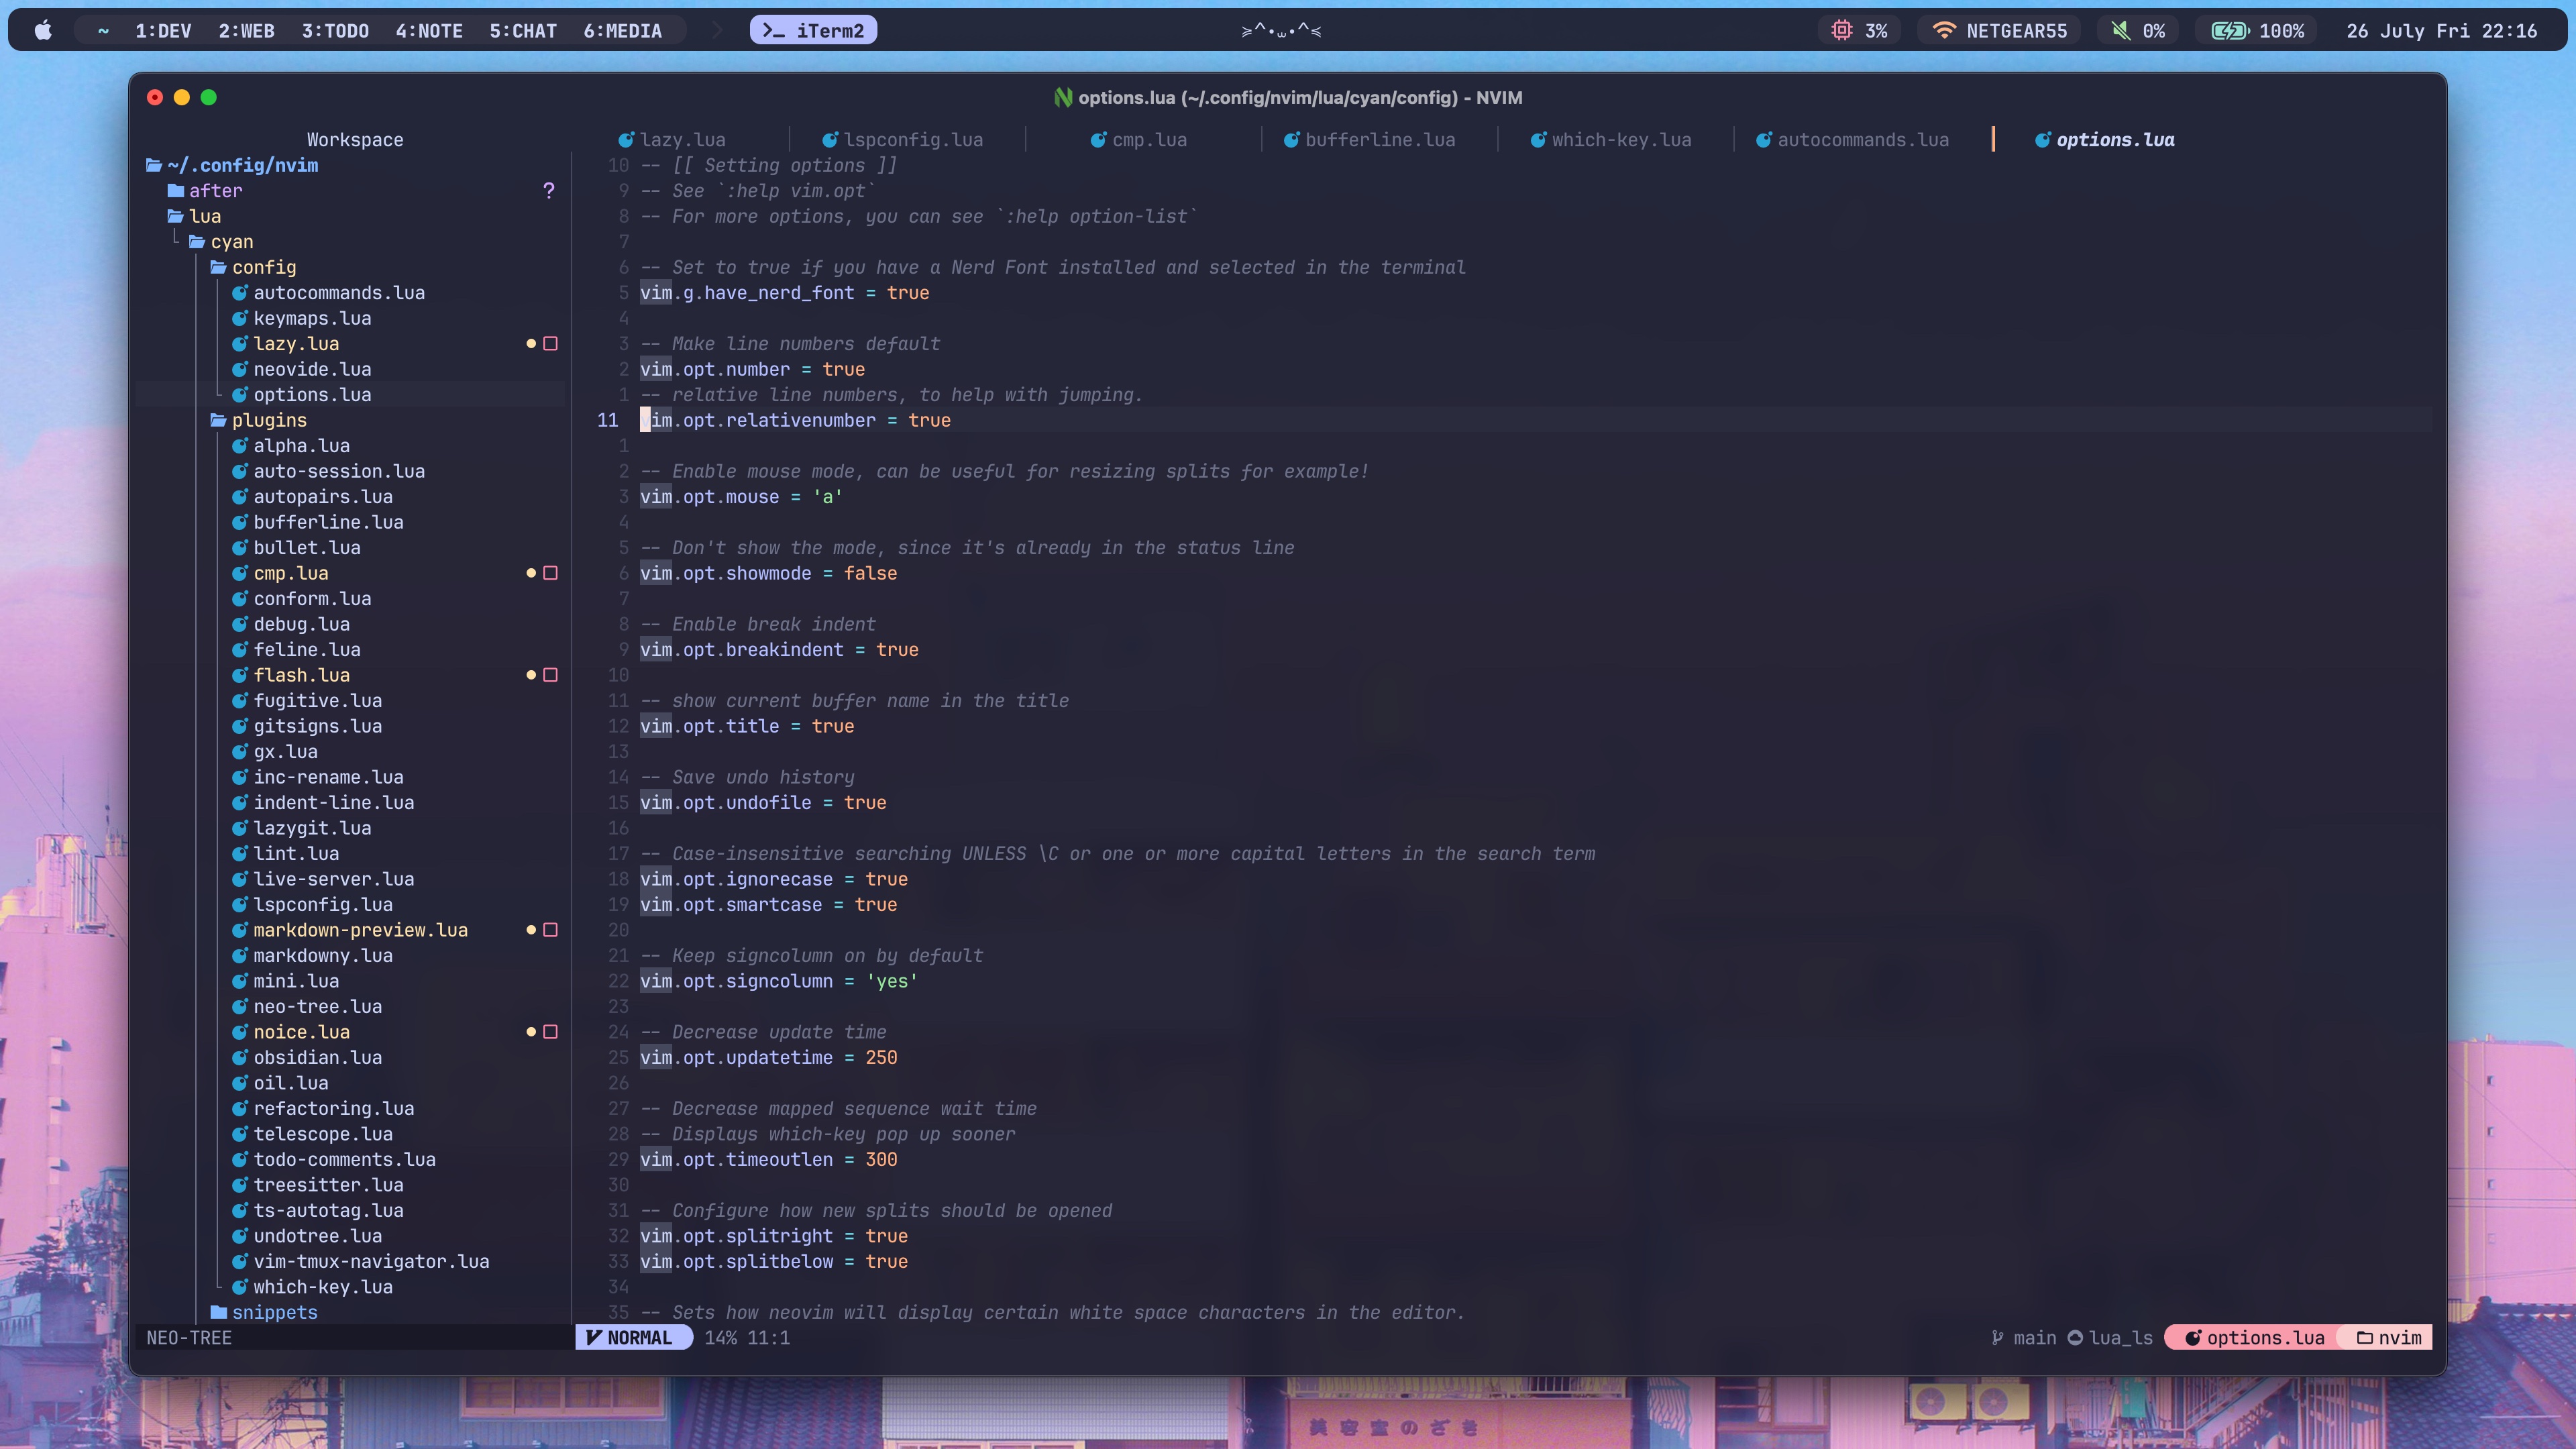 ~ 1:DEV 2:WEB 3:TODO 4:NOTE 5:CHAT 6:MEDIA iTerm2 ≽^•⩊•^≼ 3% NETGEAR55 0% 100% 26 July Fri 22:16
options.lua (~/.config/nvim/lua/cyan/config) - NVIM
Workspace
~/.config/nvim
after ?
lua
cyan
config
autocommands.lua
keymaps.lua
lazy.lua
neovide.lua
options.lua
plugins
alpha.lua
auto-session.lua
autopairs.lua
bufferline.lua
bullet.lua
cmp.lua
conform.lua
debug.lua
feline.lua
flash.lua
fugitive.lua
gitsigns.lua
gx.lua
inc-rename.lua
indent-line.lua
lazygit.lua
lint.lua
live-server.lua
lspconfig.lua
markdown-preview.lua
markdowny.lua
mini.lua
neo-tree.lua
noice.lua
obsidian.lua
oil.lua
refactoring.lua
telescope.lua
todo-comments.lua
treesitter.lua
ts-autotag.lua
undotree.lua
vim-tmux-navigator.lua
which-key.lua
snippets
lazy.lua lspconfig.lua cmp.lua bufferline.lua which-key.lua autocommands.lua options.lua
10 -- [[ Setting options ]]
9 -- See `:help vim.opt`
8 -- For more options, you can see `:help option-list`
7
6 -- Set to true if you have a Nerd Font installed and selected in the terminal
5 vim.g.have_nerd_font = true
4
3 -- Make line numbers default
2 vim.opt.number = true
1 -- relative line numbers, to help with jumping.
11 vim.opt.relativenumber = true
1
2 -- Enable mouse mode, can be useful for resizing splits for example!
3 vim.opt.mouse = 'a'
4
5 -- Don't show the mode, since it's already in the status line
6 vim.opt.showmode = false
7
8 -- Enable break indent
9 vim.opt.breakindent = true
10
11 -- show current buffer name in the title
12 vim.opt.title = true
13
14 -- Save undo history
15 vim.opt.undofile = true
16
17 -- Case-insensitive searching UNLESS \C or one or more capital letters in the search term
18 vim.opt.ignorecase = true
19 vim.opt.smartcase = true
20
21 -- Keep signcolumn on by default
22 vim.opt.signcolumn = 'yes'
23
24 -- Decrease update time
25 vim.opt.updatetime = 250
26
27 -- Decrease mapped sequence wait time
28 -- Displays which-key pop up sooner
29 vim.opt.timeoutlen = 300
30
31 -- Configure how new splits should be opened
32 vim.opt.splitright = true
33 vim.opt.splitbelow = true
34
35 -- Sets how neovim will display certain white space characters in the editor.
NEO-TREE NORMAL 14% 11:1 main lua_ls options.lua nvim
美容室のざき